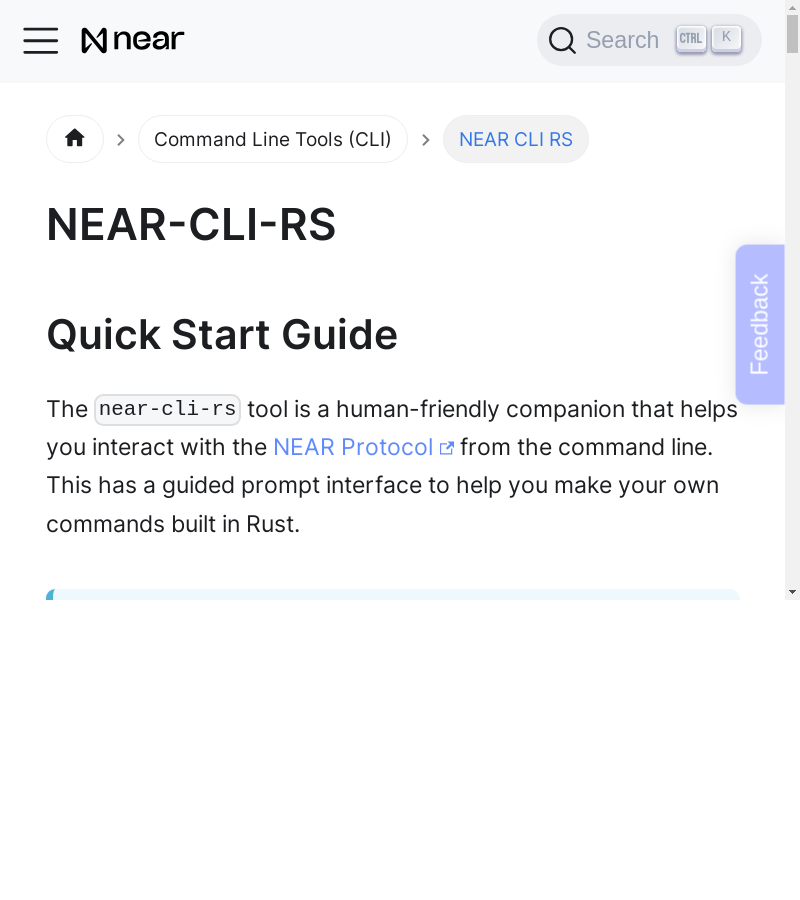 near
Search CTRL K
Command Line Tools (CLI) NEAR CLI RS
NEAR-CLI-RS
Feedback
Quick Start Guide
The near-cli-rs tool is a human-friendly companion that helps
you interact with the NEAR Protocol from the command line.
This has a guided prompt interface to help you make your own
commands built in Rust.